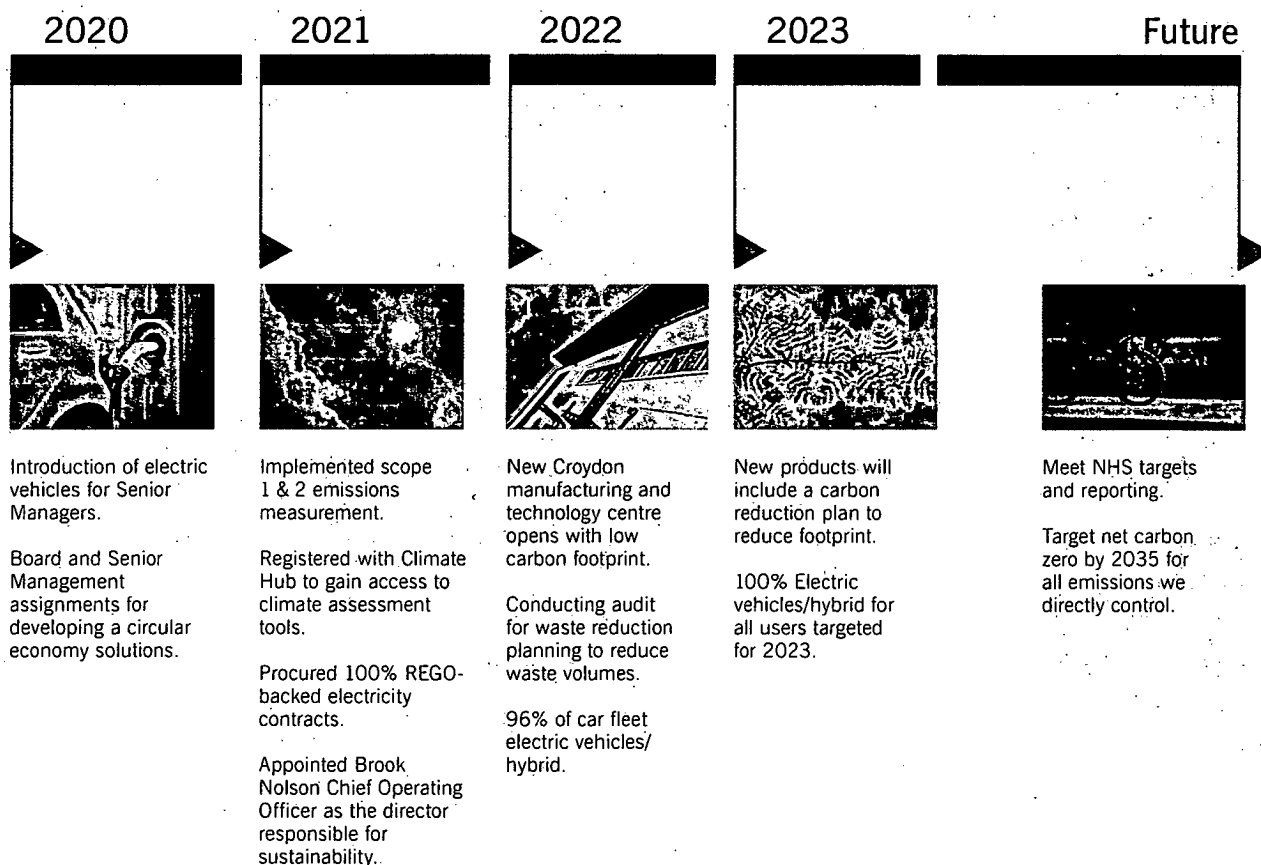 2020
2021
2022
2023
Future
Introduction of electric
vehicles for Senior
Managers.
Board and Senior
Management
assignments for
developing a circular
economy solutions.
Implemented scope
1 & 2 emissions
measurement.
Registered with Climate
Hub to gain access to
climate assessment
tools.
Procured 100% REGO-
backed electricity
contracts.
Appointed Brook
Nolson Chief Operating
Officer as the director
responsible for
sustainability.
New Croydon
manufacturing and
technology centre
opens with low
carbon footprint.
Conducting audit
for waste reduction
planning to reduce
waste volumes.
96% of car fleet
electric vehicles/
hybrid.
New products will
include a carbon
reduction plan to
reduce footprint.
100% Electric
vehicles/hybrid for
all users targeted
for 2023.
Meet NHS targets
and reporting.
Target net carbon
zero by 2035 for
all emissions we
directly control.